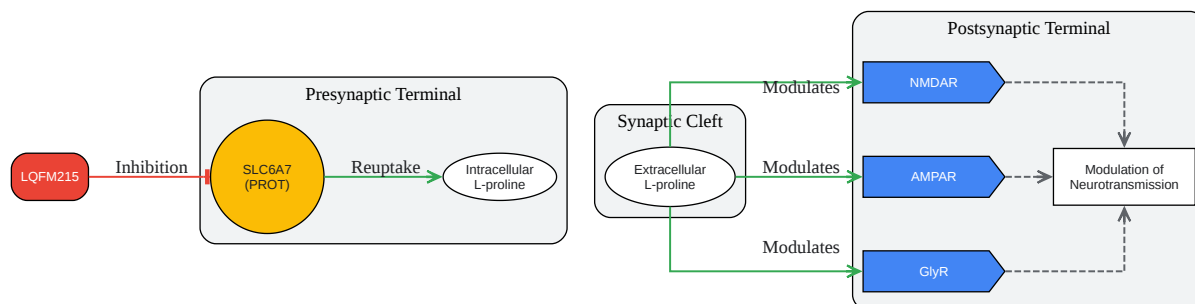 LQFM215
Inhibition
Presynaptic Terminal
SLC6A7
(PROT)
Reuptake
Intracellular
L-proline
Synaptic Cleft
Extracellular
L-proline
Modulates
Modulates
Modulates
Postsynaptic Terminal
NMDAR
AMPAR
GlyR
Modulation of
Neurotransmission